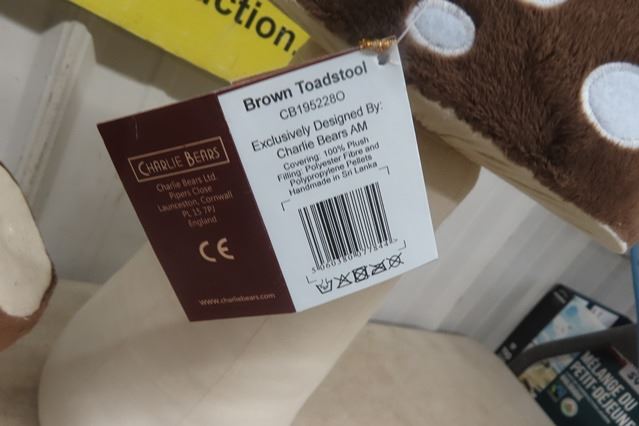 ction.
Brown Toadstool
CB195228O
Exclusively Designed By:
Charlie Bears AM
Covering: 100% Plush
Filling: Polyester Fibre and
Polypropylene Pellets
Handmade in Sri Lanka
CHARLIE BEARS
Charlie Bears Ltd.
Pipers Close
Launceston, Cornwall
PL15 7PJ
England
CE
www.charliebears.com
MÉLANGE DU
PETIT-DÉJEUNER